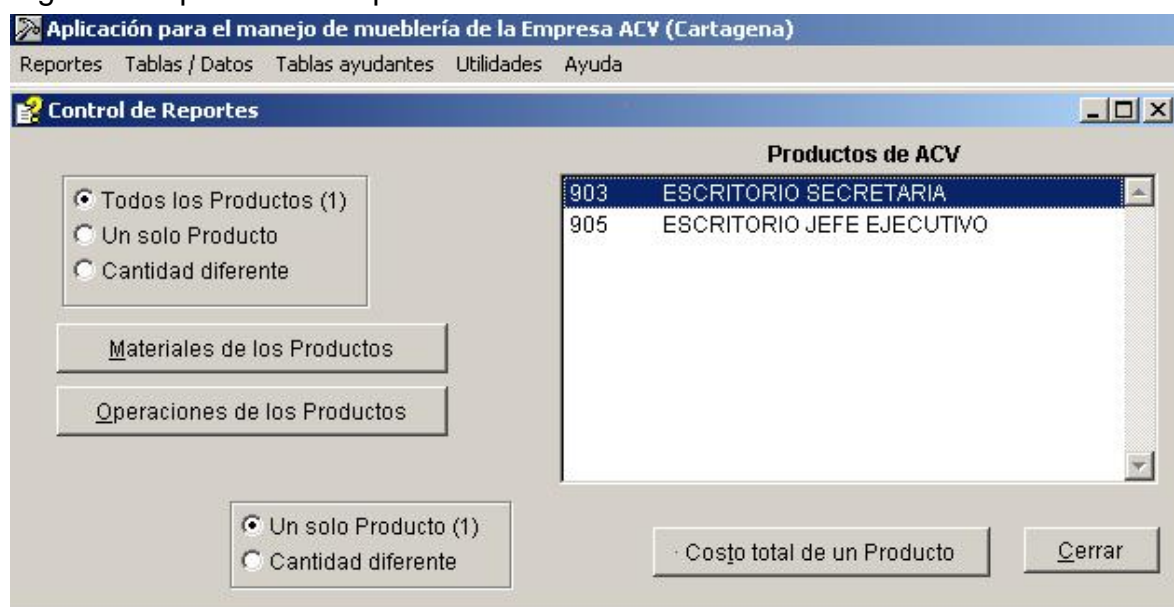 Aplicación para el manejo de mueblería de la Empresa ACV (Cartagena)
Reportes Tablas / Datos Tablas ayudantes Utilidades Ayuda
Control de Reportes
Productos de ACV
Todos los Productos (1)
Un solo Producto
Cantidad diferente
903 ESCRITORIO SECRETARIA
905 ESCRITORIO JEFE EJECUTIVO
Materiales de los Productos
Operaciones de los Productos
Un solo Producto (1)
Cantidad diferente
Costo total de un Producto
Cerrar